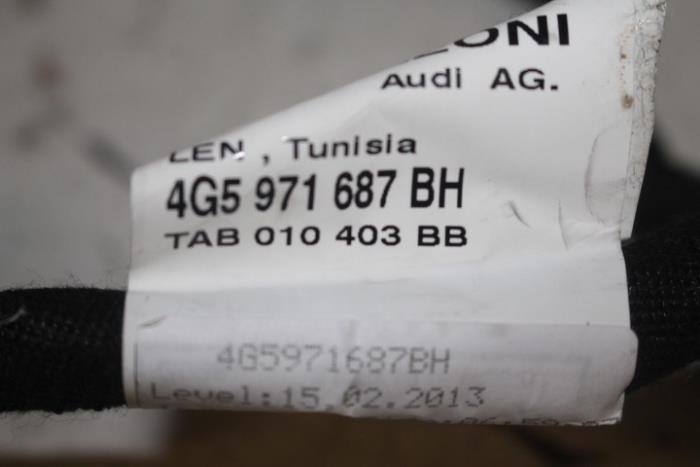 Audi AG.
LEN , Tunisia
4G5 971 687 BH
TAB 010 403 BB
4G5971687BH
Level:15.02.2013